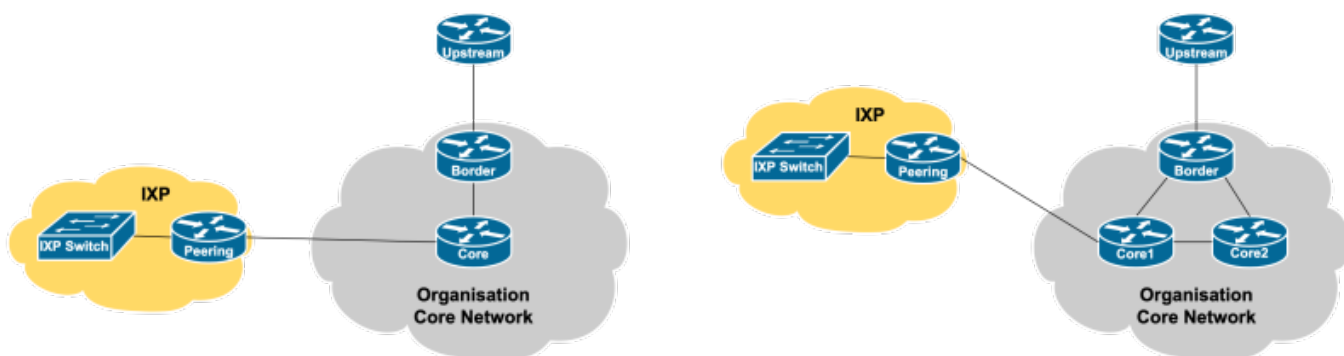 Upstream
IXP
Border
IXP Switch
Peering
Core
Organisation
Core Network
Upstream
IXP
IXP Switch
Peering
Border
Core1
Core2
Organisation
Core Network